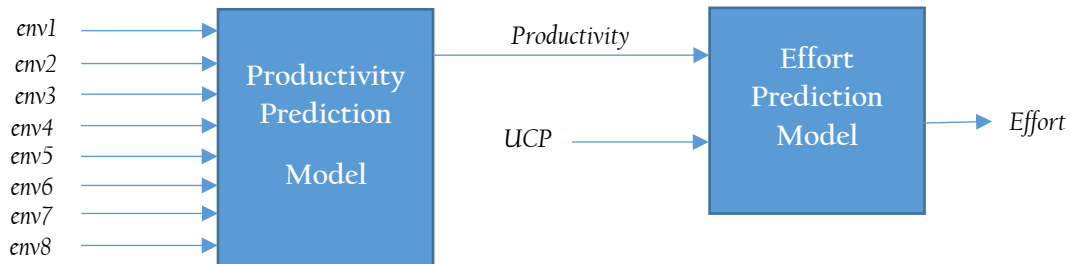 env1
env2
env3
env4
env5
env6
env7
env8
Productivity
Prediction
Model
Productivity
UCP
Effort
Prediction
Model
Effort